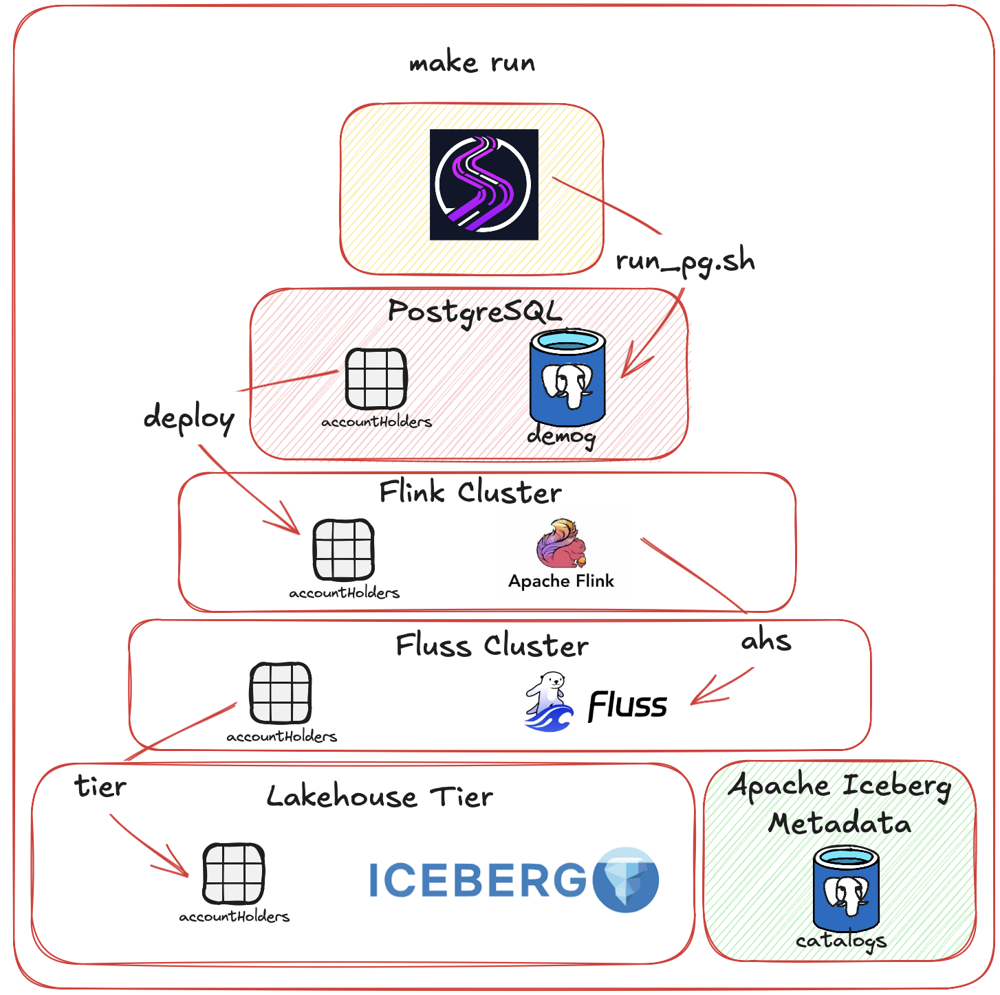 make run
run_pg.sh
PostgreSQL
accountHolders
demog
deploy
Flink Cluster
accountHolders
Apache Flink
ahs
Fluss Cluster
accountHolders
Fluss
tier
Lakehouse Tier
accountHolders
ICEBERG
Apache Iceberg
Metadata
catalogs